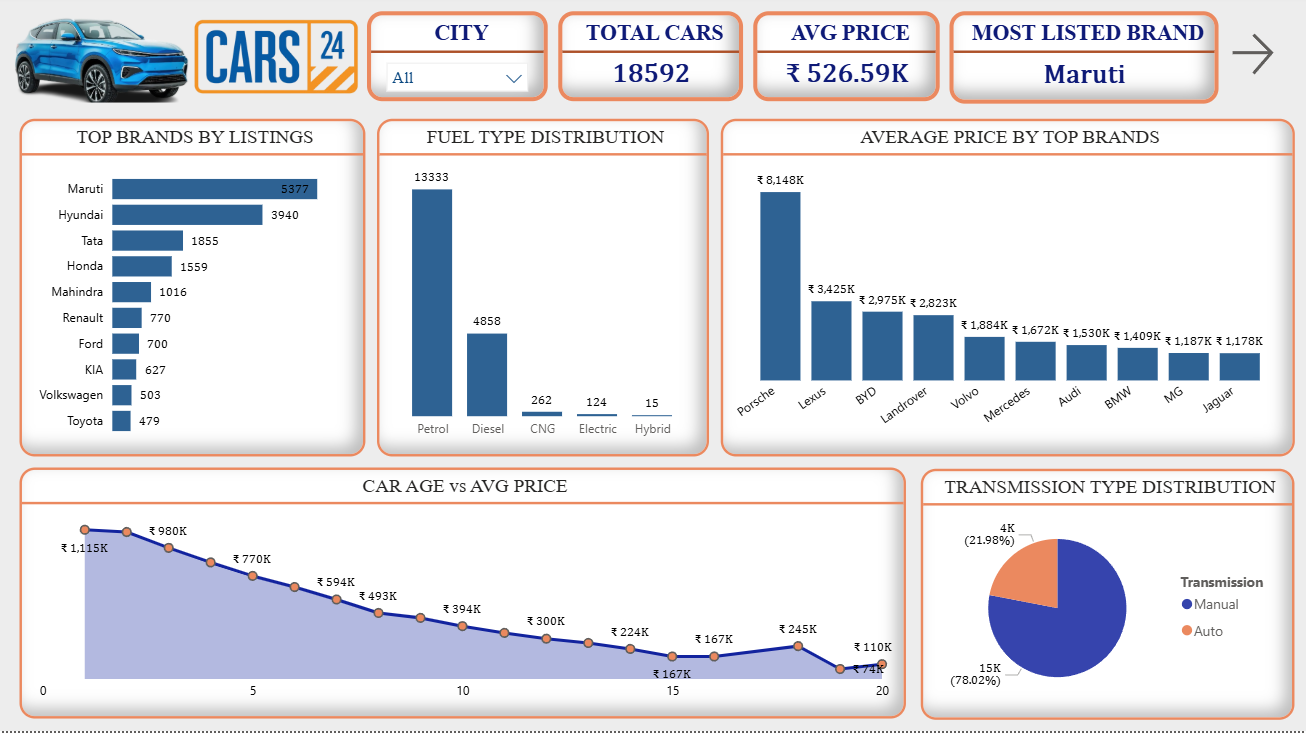 CARS 24
CITY
All
TOTAL CARS
18592
AVG PRICE
₹ 526.59K
MOST LISTED BRAND
Maruti
TOP BRANDS BY LISTINGS
Maruti 5377
Hyundai 3940
Tata 1855
Honda 1559
Mahindra 1016
Renault 770
Ford 700
KIA 627
Volkswagen 503
Toyota 479
FUEL TYPE DISTRIBUTION
13333
4858
262
124
15
Petrol Diesel CNG Electric Hybrid
AVERAGE PRICE BY TOP BRANDS
₹ 8,148K
₹ 3,425K
₹ 2,975K
₹ 2,823K
₹ 1,884K
₹ 1,672K
₹ 1,530K
₹ 1,409K
₹ 1,187K
₹ 1,178K
Porsche Lexus BYD Landrover Volvo Mercedes Audi BMW MG Jaguar
CAR AGE vs AVG PRICE
₹ 1,115K
₹ 980K
₹ 770K
₹ 594K
₹ 493K
₹ 394K
₹ 300K
₹ 224K
₹ 167K
₹ 167K
₹ 245K
₹ 74K
₹ 110K
0 5 10 15 20
TRANSMISSION TYPE DISTRIBUTION
4K
(21.98%)
15K
(78.02%)
Transmission
Manual
Auto